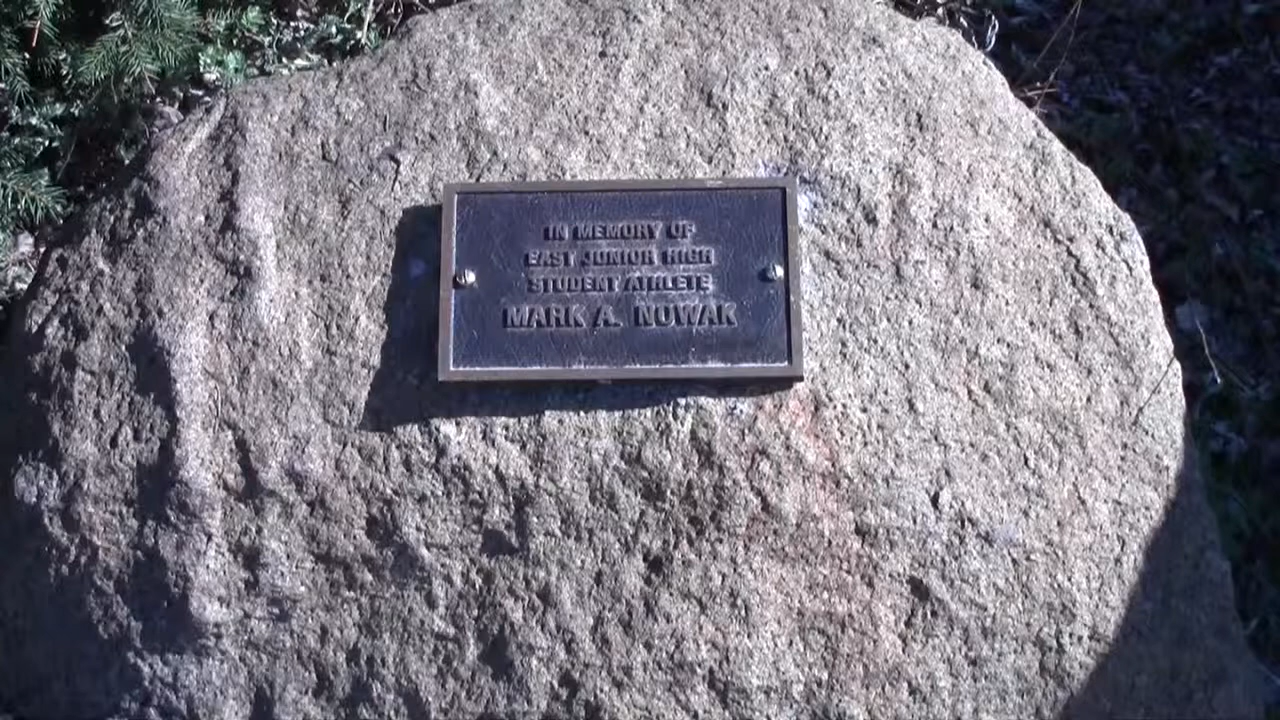 IN MEMORY OF
EAST JUNIOR HIGH
STUDENT ATHLETE
MARK A. NOWAK